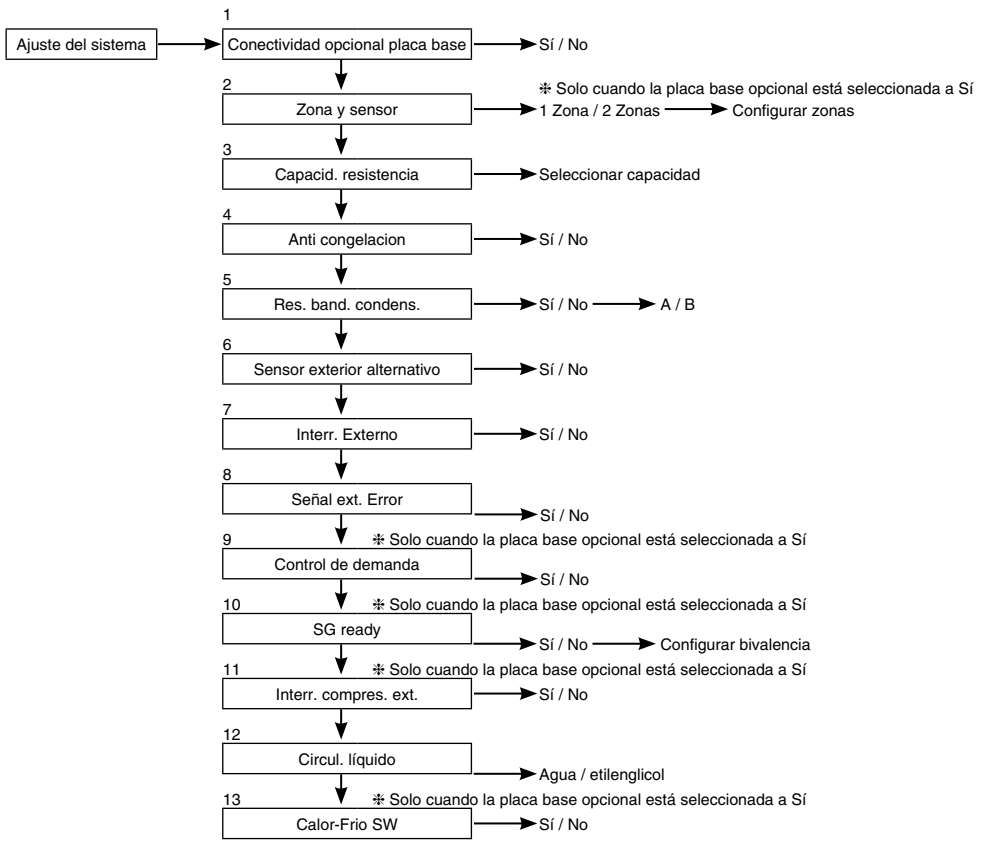 1
Ajuste del sistema
Conectividad opcional placa base
Sí / No
2
❉ Solo cuando la placa base opcional está seleccionada a Sí
Zona y sensor
1 Zona / 2 Zonas
Configurar zonas
3
Capacid. resistencia
Seleccionar capacidad
4
Anti congelacion
Sí / No
5
Res. band. condens.
Sí / No
A / B
6
Sensor exterior alternativo
Sí / No
7
Interr. Externo
Sí / No
8
Señal ext. Error
Sí / No
9
❉ Solo cuando la placa base opcional está seleccionada a Sí
Control de demanda
Sí / No
10
❉ Solo cuando la placa base opcional está seleccionada a Sí
SG ready
Sí / No
Configurar bivalencia
11
❉ Solo cuando la placa base opcional está seleccionada a Sí
Interr. compres. ext.
Sí / No
12
Circul. líquido
Agua / etilenglicol
13
❉ Solo cuando la placa base opcional está seleccionada a Sí
Calor-Frio SW
Sí / No